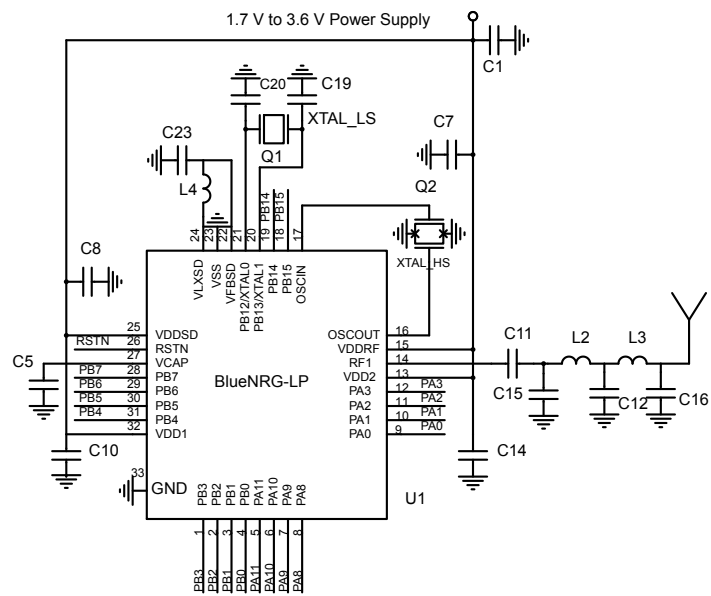 1.7 V to 3.6 V Power Supply
C1
C20
C19
XTAL_LS
C7
C23
Q1
Q2
L4
PB14
PB15
24
23
22
21
20
19
18
17
C8
VLXSD
VSS
VFBSD
PB12/XTAL0
PB13/XTAL1
PB14
PB15
OSCIN
XTAL_HS
25
VDDSD
OSCOUT
16
RSTN
26
RSTN
VDDRF
15
C11
L2
L3
27
VCAP
RF1
14
C5
PB7
28
PB7
BlueNRG-LP
VDD2
13
PB6
29
PB6
PA3
12
PA3
C15
C12
C16
PB5
30
PB5
PA2
11
PA2
PB4
31
PB4
PA1
10
PA1
32
VDD1
PA0
9
PA0
C10
C14
33
GND
U1
PB3
PB2
PB1
PB0
PA11
PA10
PA9
PA8
1
2
3
4
5
6
7
8
PB3
PB2
PB1
PB0
PA11
PA10
PA9
PA8